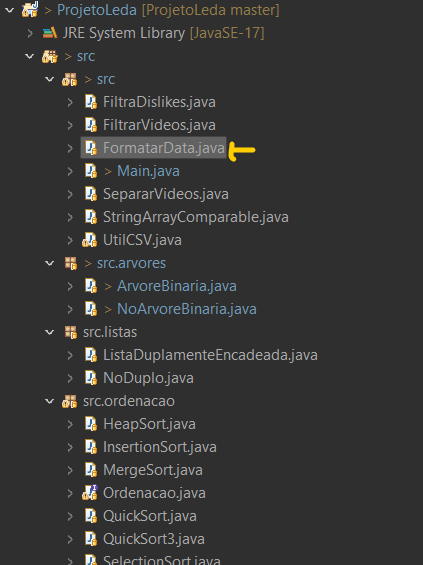 > ProjetoLeda [ProjetoLeda master]
JRE System Library [JavaSE-17]
> src
> src
FiltraDislikes.java
FiltrarVideos.java
FormatarData.java
> Main.java
SepararVideos.java
StringArrayComparable.java
UtilCSV.java
> src.arvores
> ArvoreBinaria.java
> NoArvoreBinaria.java
src.listas
ListaDuplamenteEncadeada.java
NoDuplo.java
src.ordenacao
HeapSort.java
InsertionSort.java
MergeSort.java
Ordenacao.java
QuickSort.java
QuickSort3.java
SelectionSort.java